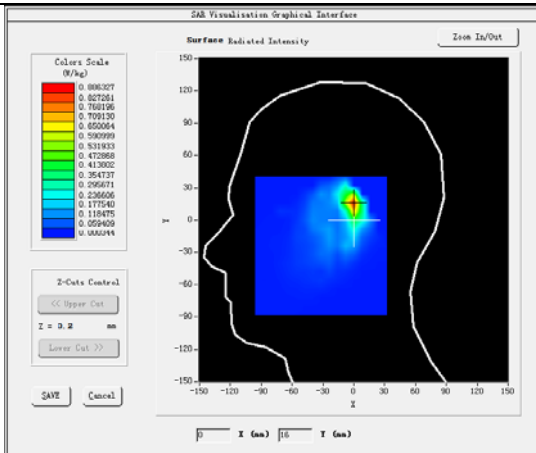 SAR Visualisation Graphical Interface
Surface Radiated Intensity
Zoom In/Out
Colors Scale
(W/kg)
0.886327
0.827261
0.768196
0.709130
0.650064
0.590999
0.531933
0.472868
0.413802
0.354737
0.295671
0.236606
0.177540
0.118475
0.059409
0.000344
Z-Cuts Control
<< Upper Cut
Z = 0.2 mm
Lower Cut >>
SAVE
Cancel
150
120
90
60
30
0
-30
-60
-90
-120
-150
Y
-150 -120 -90 -60 -30 0 30 60 90 120 150
X
0 X (mm) 16 Y (mm)